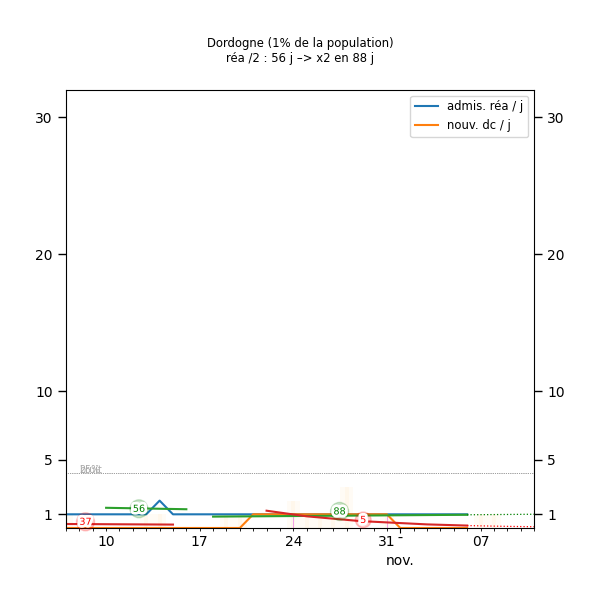 Dordogne (1% de la population)
réa /2 : 56 j –> x2 en 88 j
admis. réa / j
nouv. dc / j
30 30
20 20
10 10
5 5
1 1
56
88
37
5
10 17 24 31 07
nov.